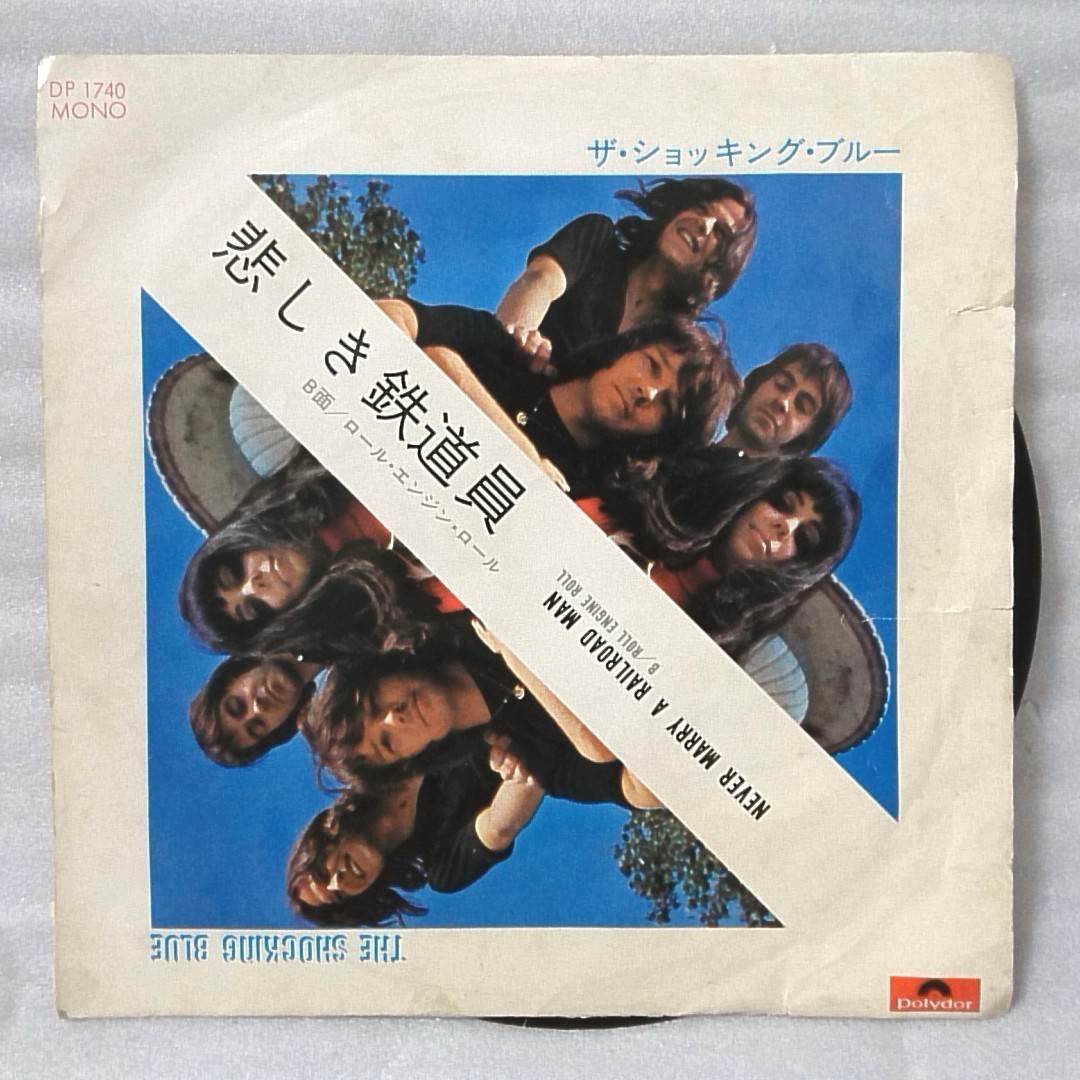 DP 1740
MONO
ザ・ショッキング・ブルー
悲しき鉄道員
B面/ロール・エンジン・ロール
NEVER MARRY A RAILROAD MAN
B/ROLL ENGINE ROLL
THE SHOCKING BLUE
polydor